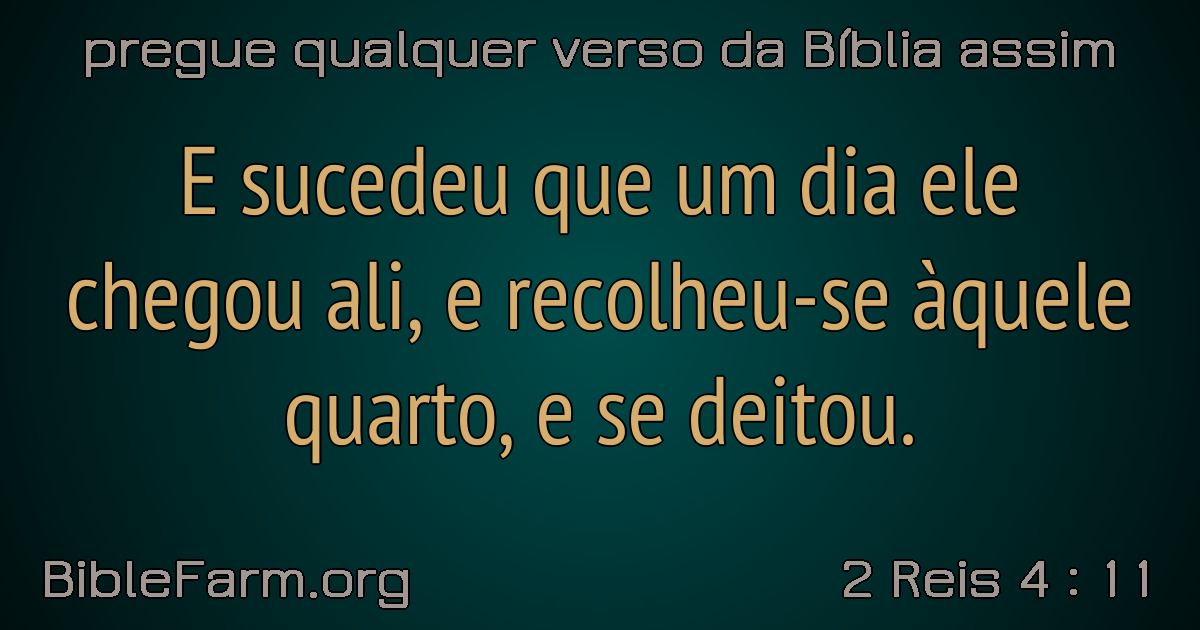 pregue qualquer verso da Bíblia assim
E sucedeu que um dia ele
chegou ali, e recolheu-se àquele
quarto, e se deitou.
BibleFarm.org
2 Reis 4 : 11